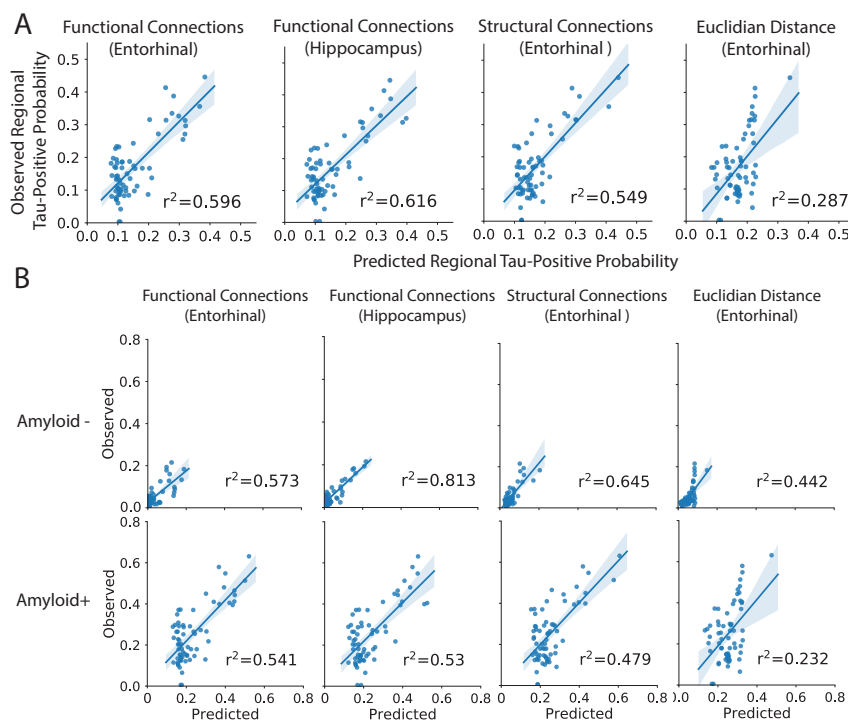 A
Functional Connections
(Entorhinal)
Functional Connections
(Hippocampus)
Structural Connections
(Entorhinal )
Euclidian Distance
(Entorhinal)
Observed Regional
Tau-Positive Probability
0.5
0.4
0.3
0.2
0.1
0.0
r²=0.596
r²=0.616
r²=0.549
r²=0.287
0.0 0.1 0.2 0.3 0.4 0.5 0.0 0.1 0.2 0.3 0.4 0.5 0.0 0.1 0.2 0.3 0.4 0.5 0.0 0.1 0.2 0.3 0.4 0.5
Predicted Regional Tau-Positive Probability
B
Functional Connections
(Entorhinal)
Functional Connections
(Hippocampus)
Structural Connections
(Entorhinal )
Euclidian Distance
(Entorhinal)
Amyloid -
Observed
0.8
0.6
0.4
0.2
0.0
r²=0.573
r²=0.813
r²=0.645
r²=0.442
Amyloid+
Observed
0.8
0.6
0.4
0.2
0.0
r²=0.541
r²=0.53
r²=0.479
r²=0.232
0.0 0.2 0.4 0.6 0.8 0.0 0.2 0.4 0.6 0.8 0.0 0.2 0.4 0.6 0.8 0.0 0.2 0.4 0.6 0.8
Predicted Predicted Predicted Predicted